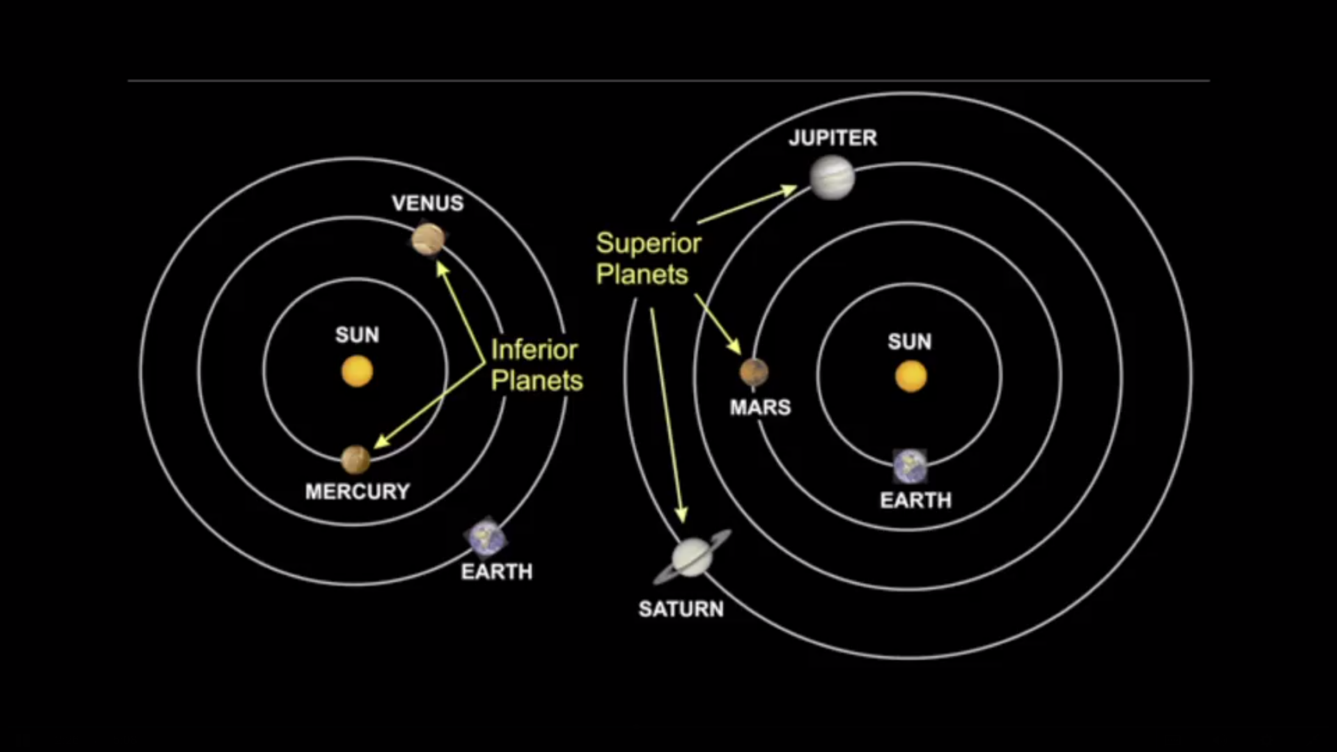 VENUS
SUN
Inferior
Planets
MERCURY
EARTH
JUPITER
Superior
Planets
SUN
MARS
EARTH
SATURN